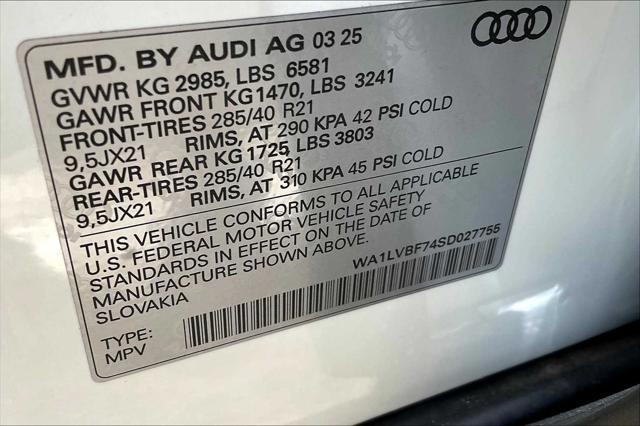 MFD. BY AUDI AG 03 25
GVWR KG 2985, LBS 6581
GAWR FRONT KG1470, LBS 3241
FRONT-TIRES 285/40 R21
9,5JX21 RIMS, AT 290 KPA 42 PSI COLD
GAWR REAR KG 1725, LBS 3803
REAR-TIRES 285/40 R21
9,5JX21 RIMS, AT 310 KPA 45 PSI COLD
THIS VEHICLE CONFORMS TO ALL APPLICABLE
U.S. FEDERAL MOTOR VEHICLE SAFETY
STANDARDS IN EFFECT ON THE DATE OF
MANUFACTURE SHOWN ABOVE.
SLOVAKIA
WA1LVBF74SD027755
TYPE:
MPV